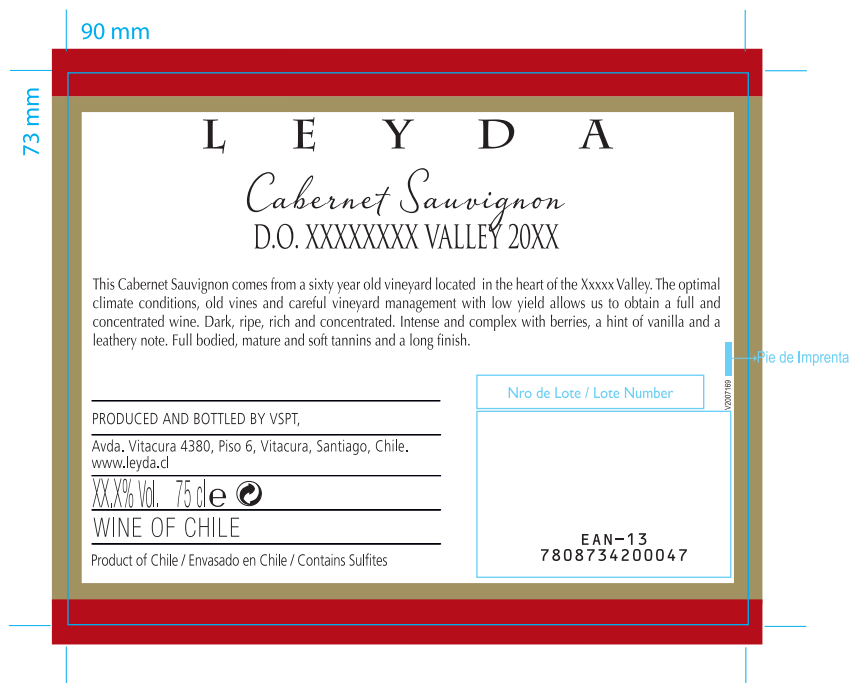 90 mm
73 mm
L E Y D A
Cabernet Sauvignon
D.O. XXXXXXXX VALLEY 20XX
This Cabernet Sauvignon comes from a sixty year old vineyard located in the heart of the Xxxxx Valley. The optimal
climate conditions, old vines and careful vineyard management with low yield allows us to obtain a full and
concentrated wine. Dark, ripe, rich and concentrated. Intense and complex with berries, a hint of vanilla and a
leathery note. Full bodied, mature and soft tannins and a long finish.
Pie de Imprenta
V2007169
Nro de Lote / Lote Number
PRODUCED AND BOTTLED BY VSPT,
Avda. Vitacura 4380, Piso 6, Vitacura, Santiago, Chile.
www.leyda.cl
XX,X% Vol. 75 cl e
WINE OF CHILE
Product of Chile / Envasado en Chile / Contains Sulfites
EAN-13
7808734200047